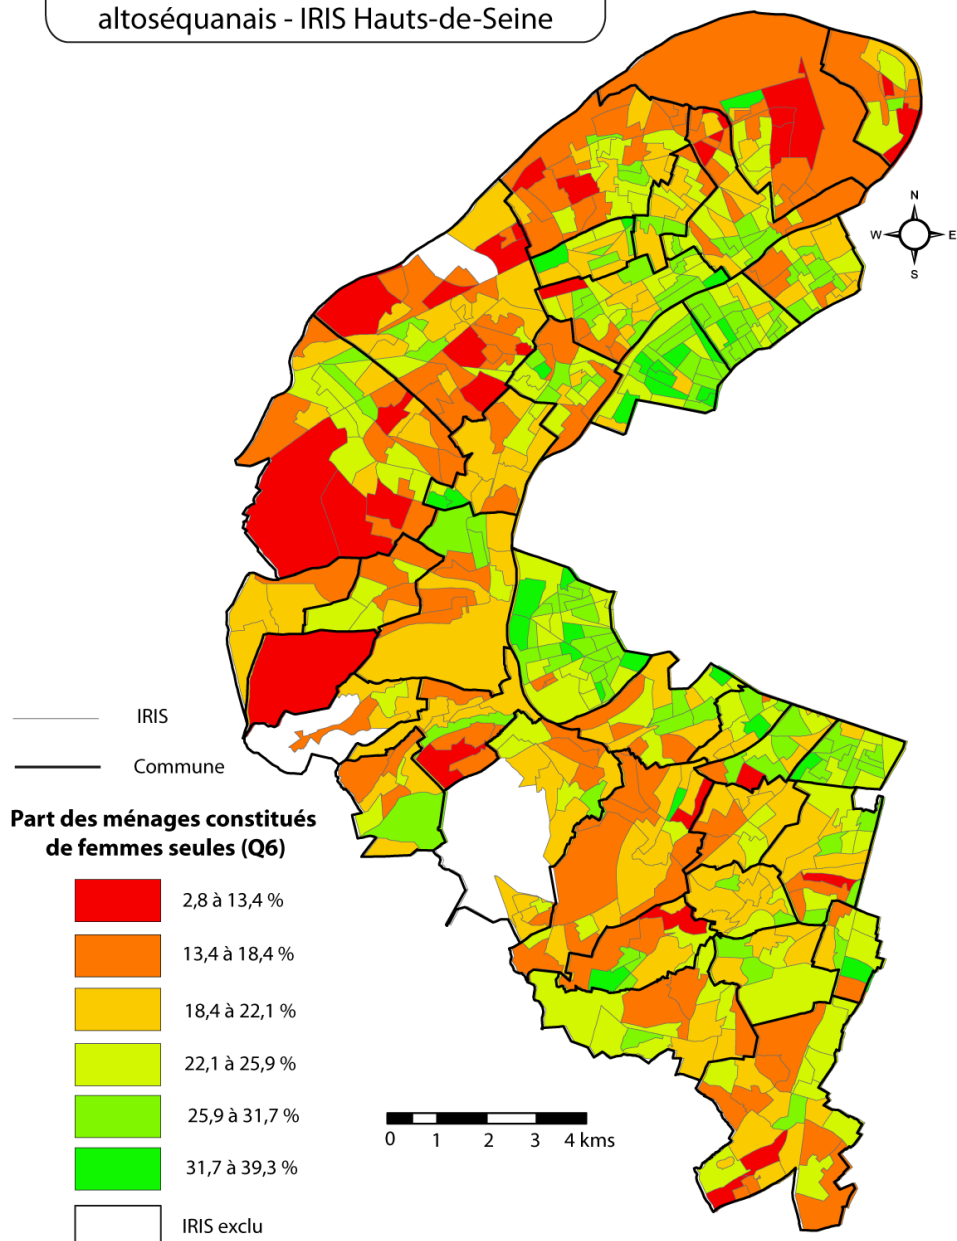 altoséquanais - IRIS Hauts-de-Seine
N
W E
S
IRIS
Commune
Part des ménages constitués
de femmes seules (Q6)
2,8 à 13,4 %
13,4 à 18,4 %
18,4 à 22,1 %
22,1 à 25,9 %
25,9 à 31,7 %
31,7 à 39,3 %
IRIS exclu
0 1 2 3 4 kms